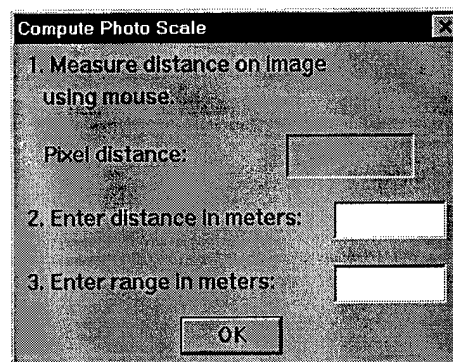 Compute Photo Scale
1. Measure distance on image
using mouse.
Pixel distance:
2. Enter distance in meters:
3. Enter range in meters:
OK